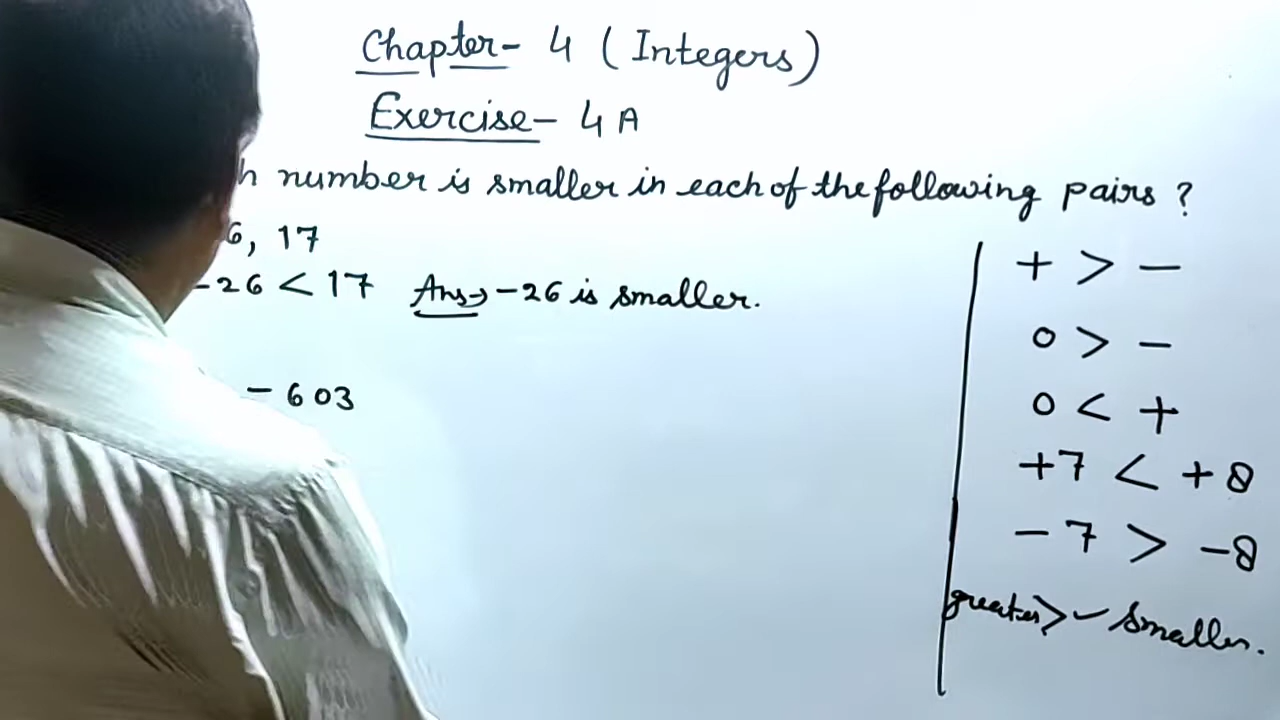 Chapter- 4 (Integers)
Exercise- 4A
number is smaller in each of the following pairs ?
6, 17
-26 < 17 Ans→ -26 is smaller.
- 603
+ > -
0 > -
0 < +
+7 < +8
-7 > -8
greater > - smaller.